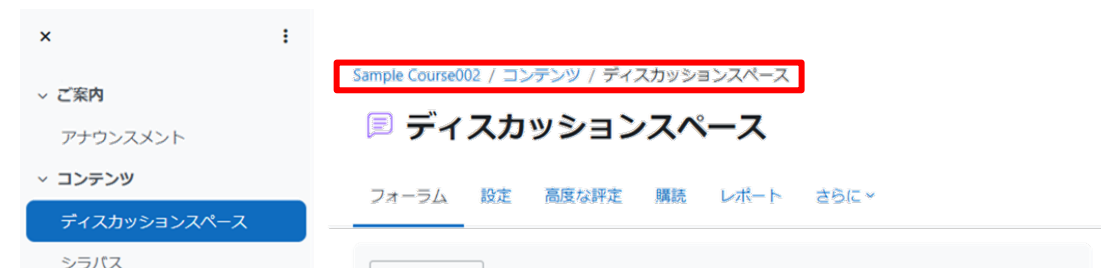 ご案内
アナウンスメント
コンテンツ
ディスカッションスペース
シラバス
Sample Course002 / コンテンツ / ディスカッションスペース
ディスカッションスペース
フォーラム 設定 高度な評定 購読 レポート さらに